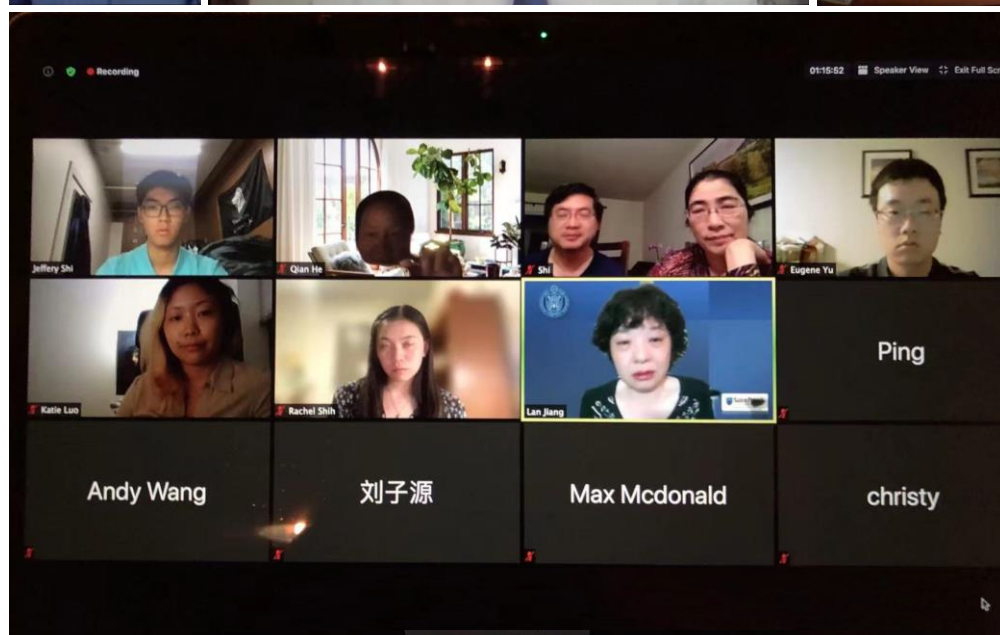 Recording
01:15:52 Speaker View Exit Full Scr
Jeffery Shi
Qian He
Shi
Eugene Yu
Katie Luo
Rachel Shih
Lan Jiang
Ping
Andy Wang
刘子源
Max Mcdonald
christy